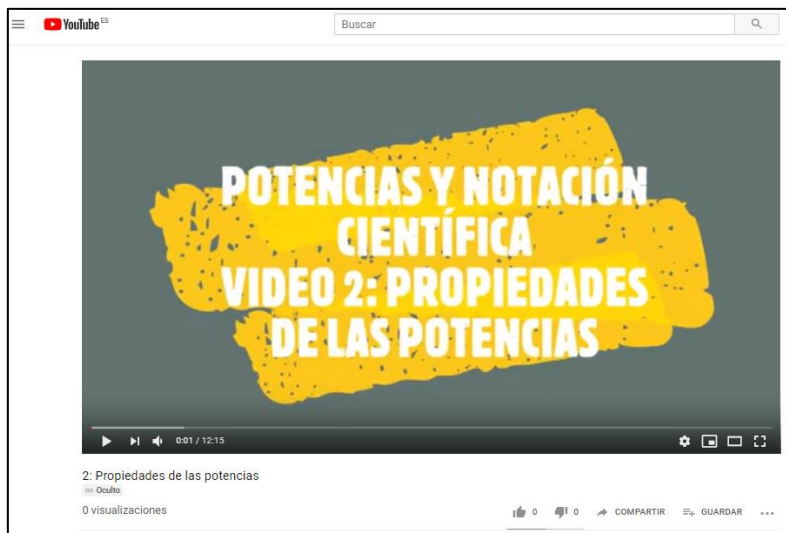 YouTube ES
Buscar
POTENCIAS Y NOTACIÓN
CIENTÍFICA
VIDEO 2: PROPIEDADES
DE LAS POTENCIAS
0:01 / 12:15
2: Propiedades de las potencias
Oculto
0 visualizaciones
0
0
COMPARTIR
GUARDAR